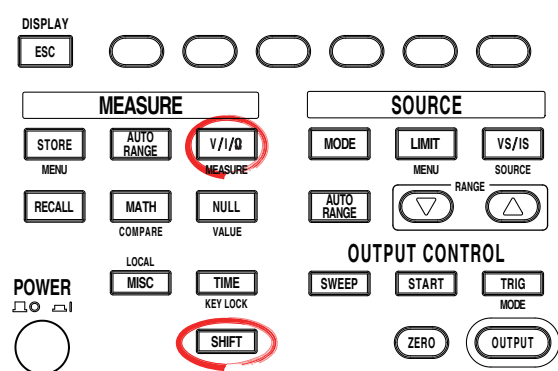 DISPLAY
ESC
MEASURE
SOURCE
STORE
AUTO RANGE
V/I/Ω
MODE
LIMIT
VS/IS
MENU
MEASURE
MENU
SOURCE
RANGE
RECALL
MATH
NULL
AUTO RANGE
COMPARE
VALUE
OUTPUT CONTROL
LOCAL
POWER
MISC
TIME
SWEEP
START
TRIG
KEY LOCK
MODE
SHIFT
ZERO
OUTPUT